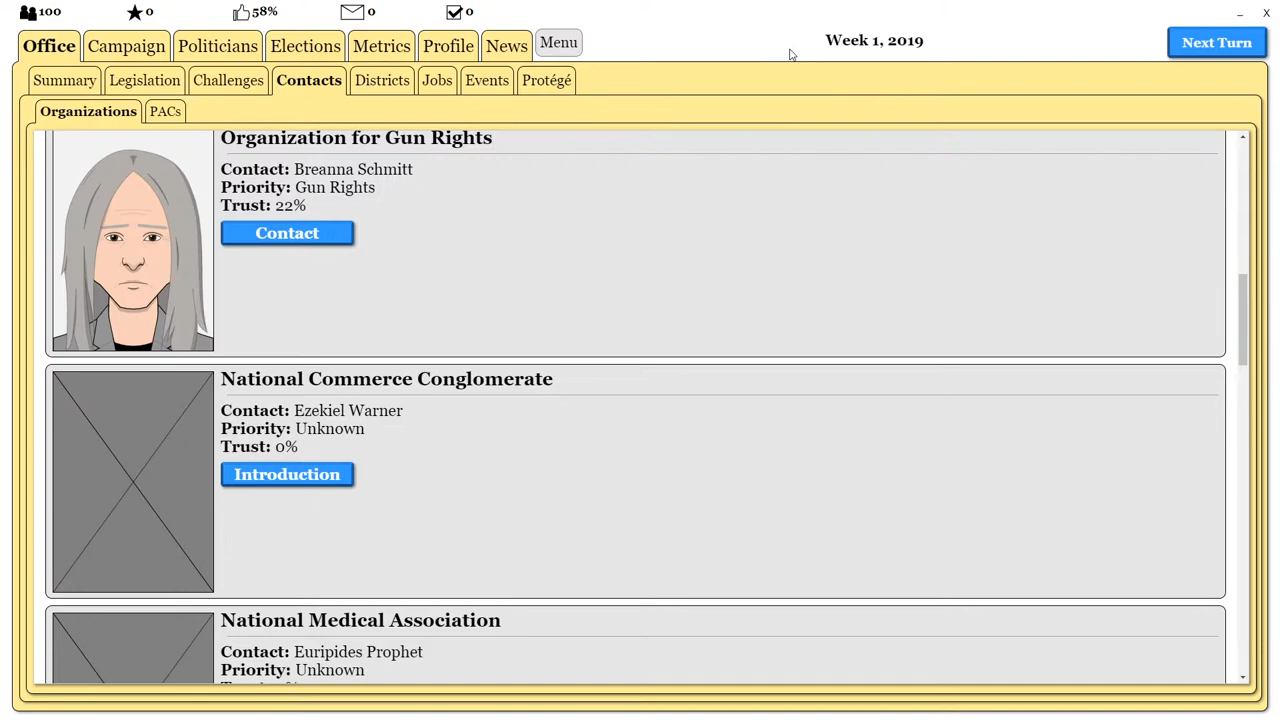 100 0 58% 0 0 _ X
Office Campaign Politicians Elections Metrics Profile News Menu Week 1, 2019 Next Turn
Summary Legislation Challenges Contacts Districts Jobs Events Protégé
Organizations PACs
Organization for Gun Rights
Contact: Breanna Schmitt
Priority: Gun Rights
Trust: 22%
Contact
National Commerce Conglomerate
Contact: Ezekiel Warner
Priority: Unknown
Trust: 0%
Introduction
National Medical Association
Contact: Euripides Prophet
Priority: Unknown